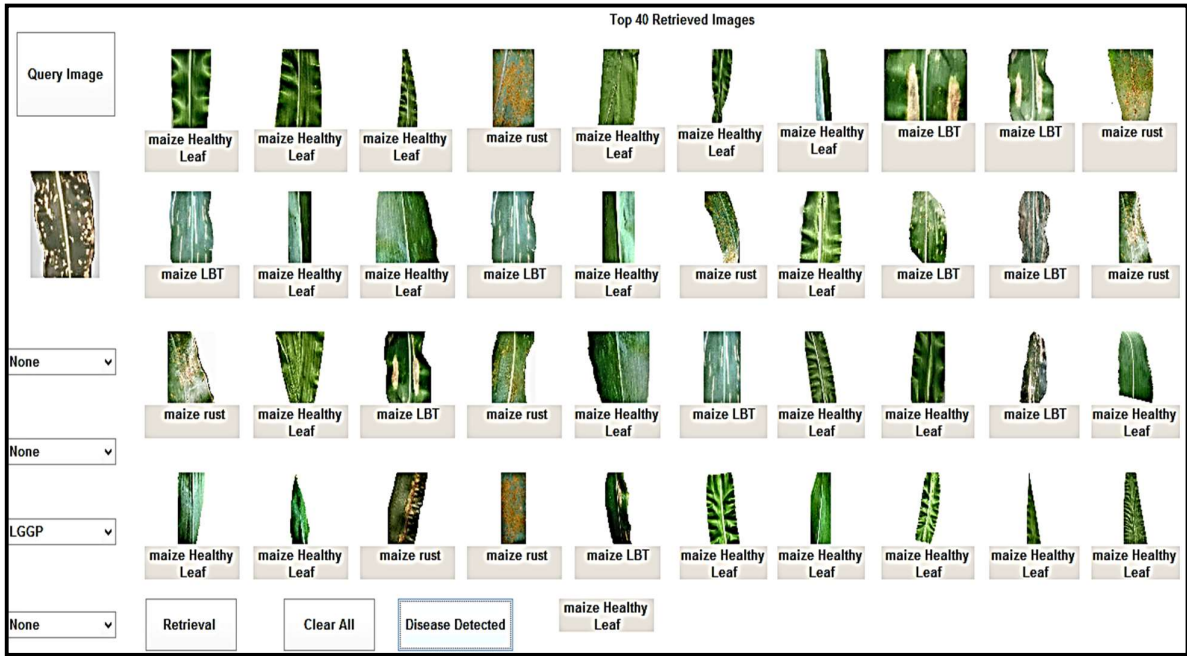 Top 40 Retrieved Images
Query Image
maize Healthy
Leaf
maize Healthy
Leaf
maize Healthy
Leaf
maize rust
maize Healthy
Leaf
maize Healthy
Leaf
maize Healthy
Leaf
maize LBT
maize LBT
maize rust
maize LBT
maize Healthy
Leaf
maize Healthy
Leaf
maize LBT
maize Healthy
Leaf
maize rust
maize Healthy
Leaf
maize LBT
maize LBT
maize rust
None
maize rust
maize Healthy
Leaf
maize LBT
maize rust
maize Healthy
Leaf
maize LBT
maize Healthy
Leaf
maize Healthy
Leaf
maize LBT
maize Healthy
Leaf
None
LGGP
maize Healthy
Leaf
maize Healthy
Leaf
maize rust
maize rust
maize LBT
maize Healthy
Leaf
maize Healthy
Leaf
maize Healthy
Leaf
maize Healthy
Leaf
maize Healthy
Leaf
None
Retrieval
Clear All
Disease Detected
maize Healthy
Leaf